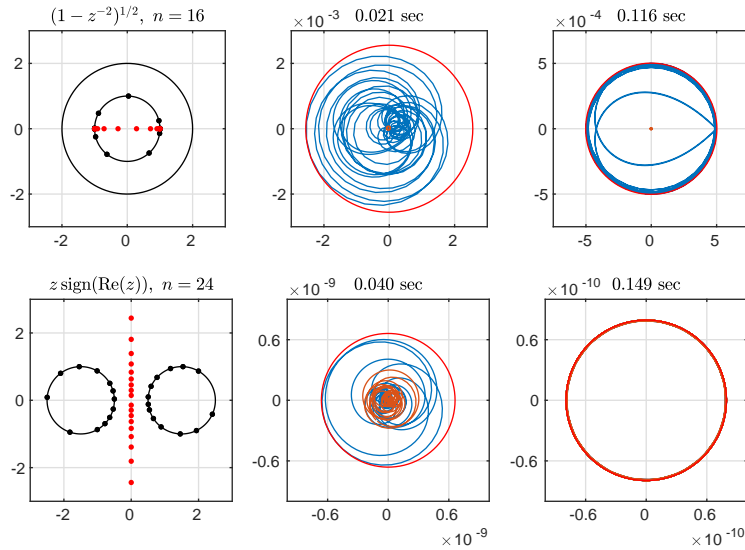 (1 − z⁻²)^{1/2}, n = 16
2
0
-2
-2 0 2
× 10⁻³ 0.021 sec
2
0
-2
-2 0 2
× 10⁻⁴ 0.116 sec
5
0
-5
-5 0 5
z sign(Re(z)), n = 24
2
0
-2
-2 0 2
× 10⁻⁹ 0.040 sec
0.6
0
-0.6
-0.6 0 0.6
× 10⁻⁹
× 10⁻¹⁰ 0.149 sec
0.6
0
-0.6
-0.6 0 0.6
× 10⁻¹⁰